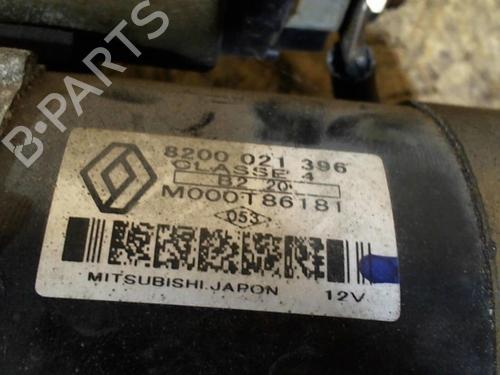 B-PARTS
8200 021 396
CLASSE 4
B2 20
M000T86181
053
MITSUBISHI.JAPON 12V